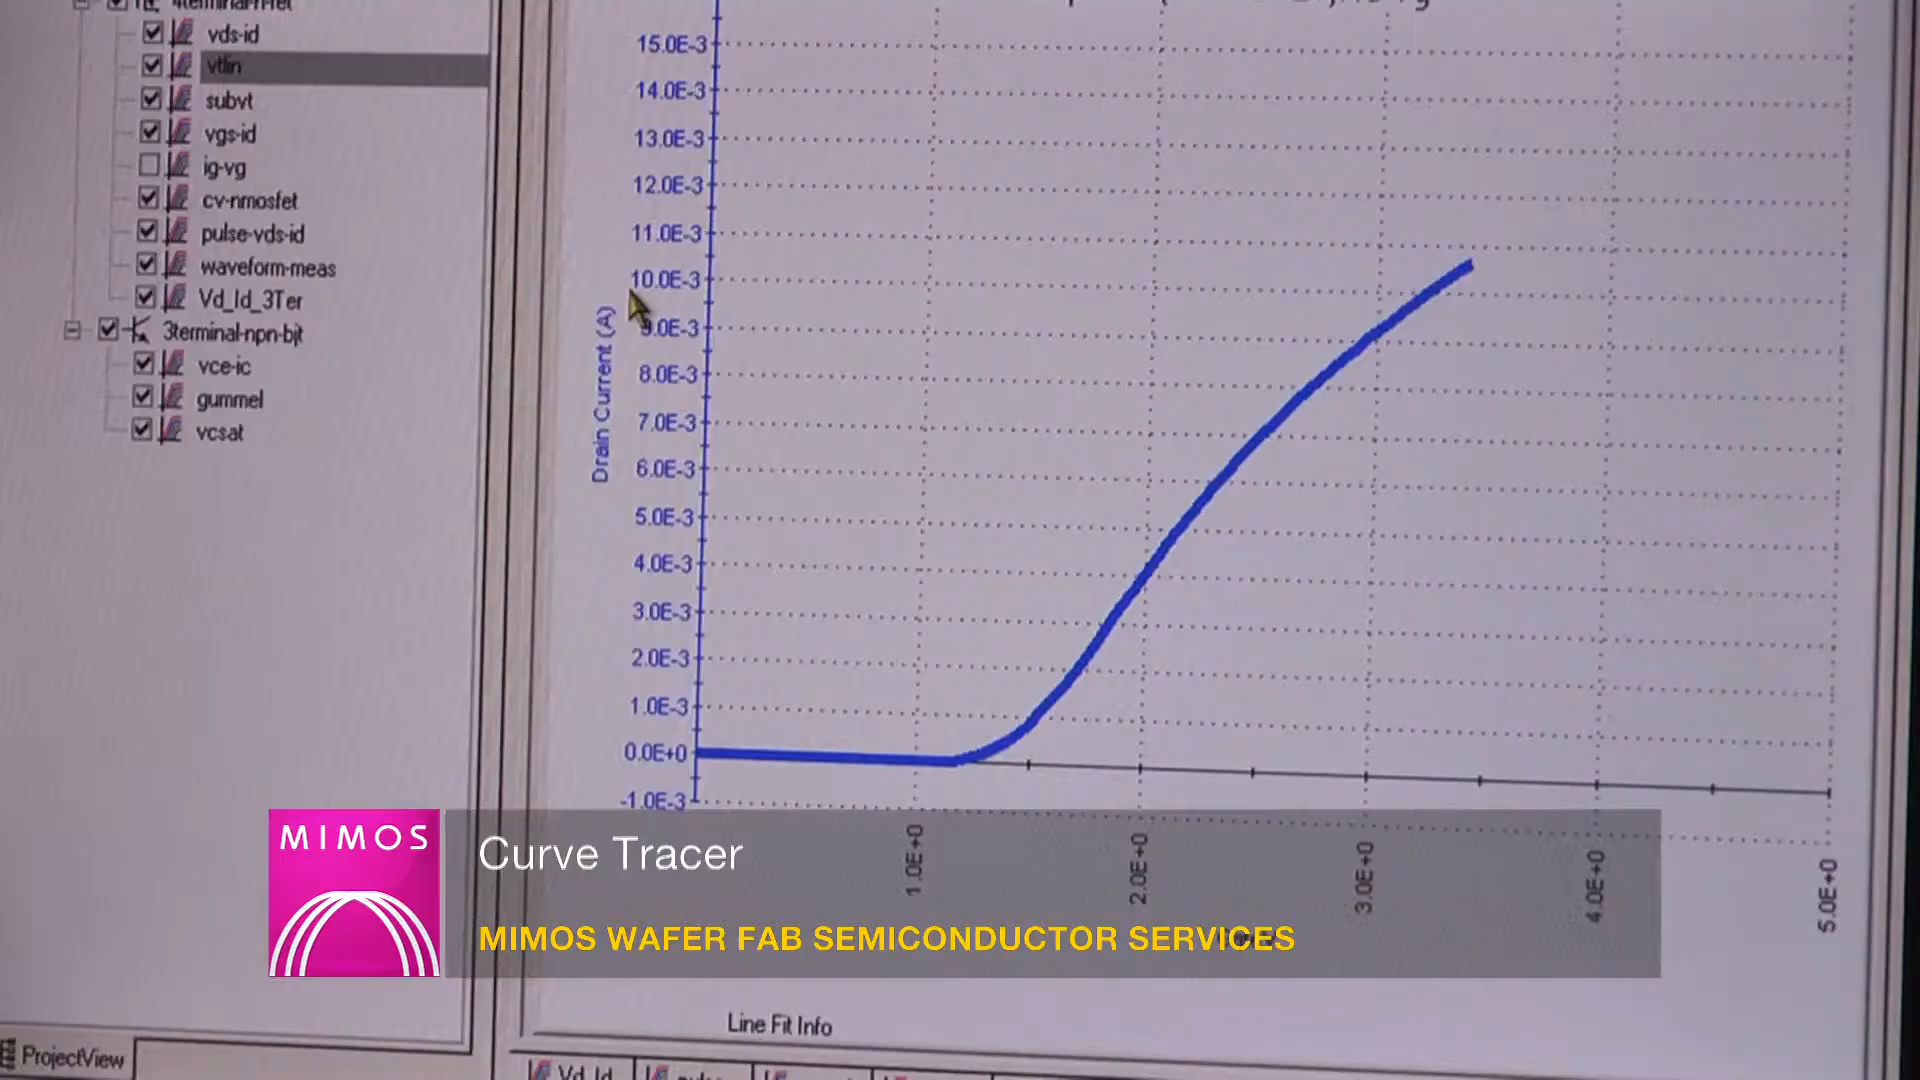 4terminal-n-fet
vds-id
vtlin
subvt
vgs-id
ig-vg
cv-nmosfet
pulse-vds-id
waveform-meas
Vd_Id_3Ter
3terminal-npn-bjt
vce-ic
gummel
vcsat
ProjectView
15.0E-3
14.0E-3
13.0E-3
12.0E-3
11.0E-3
10.0E-3
9.0E-3
8.0E-3
7.0E-3
6.0E-3
5.0E-3
4.0E-3
3.0E-3
2.0E-3
1.0E-3
0.0E+0
-1.0E-3
Drain Current (A)
1.0E+0
2.0E+0
3.0E+0
4.0E+0
5.0E+0
MIMOS
Curve Tracer
MIMOS WAFER FAB SEMICONDUCTOR SERVICES
Line Fit Info
Vd_Id